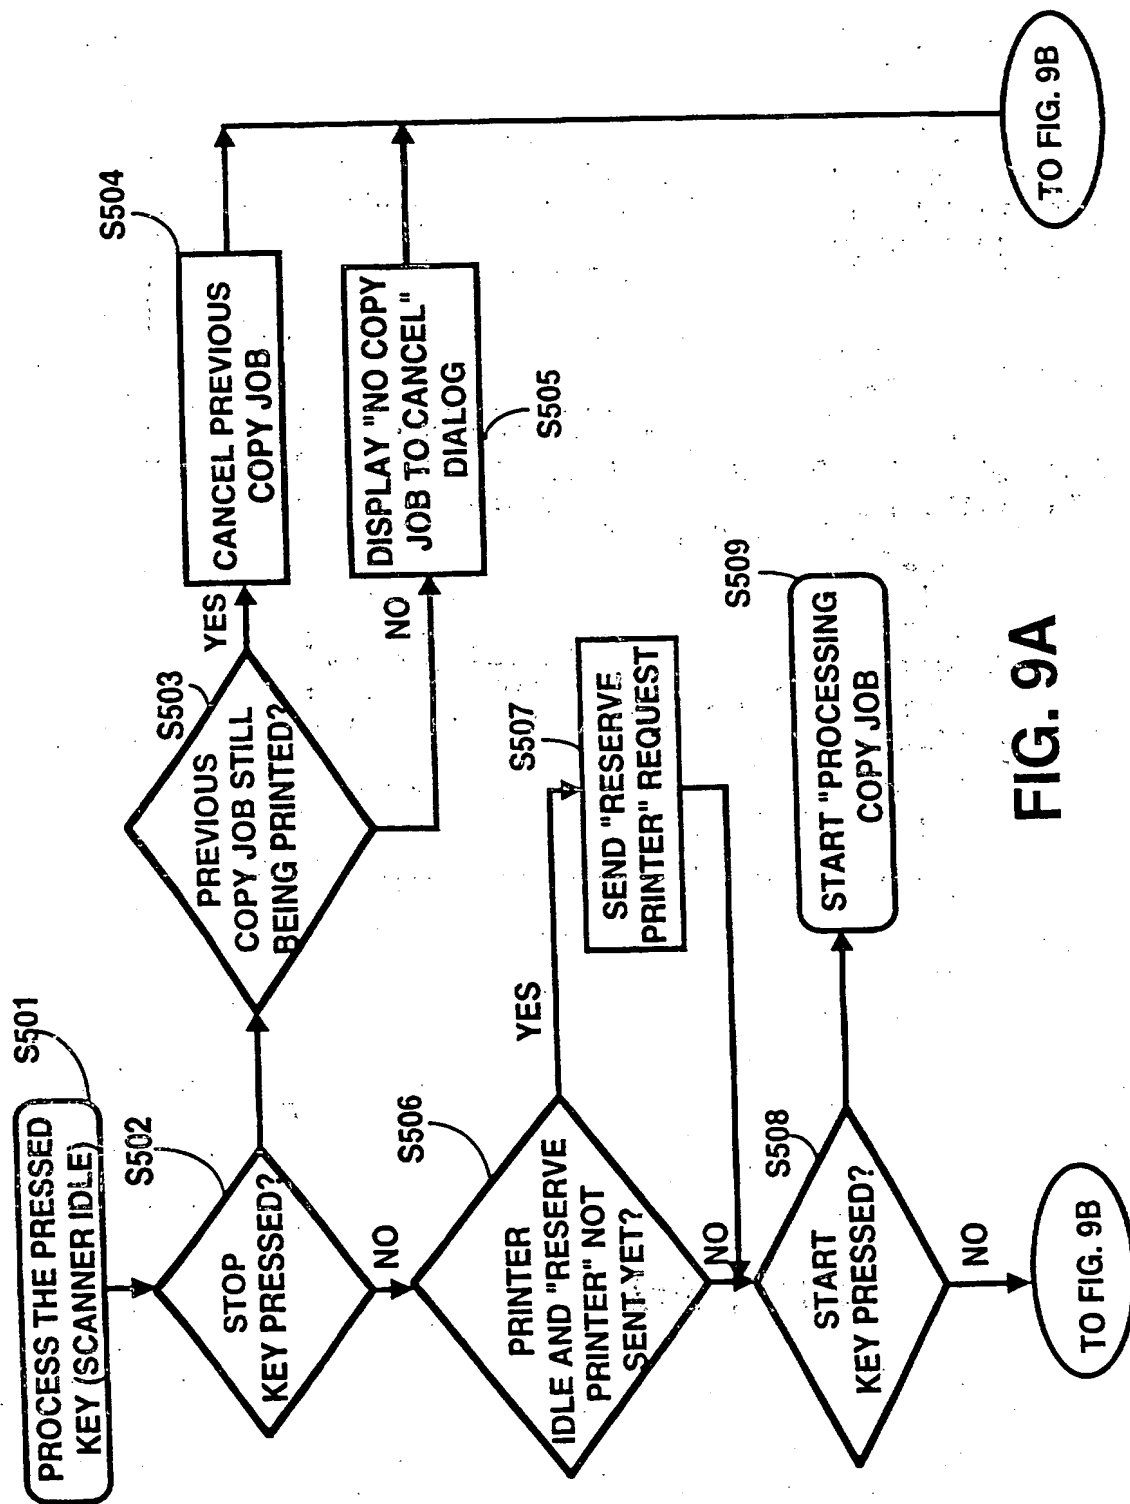 PROCESS THE PRESSED
KEY (SCANNER IDLE)
S501
STOP
KEY PRESSED?
S502
NO
PREVIOUS
COPY JOB STILL
BEING PRINTED?
S503
YES
CANCEL PREVIOUS
COPY JOB
S504
NO
DISPLAY "NO COPY
JOB TO CANCEL"
DIALOG
S505
PRINTER
IDLE AND "RESERVE
PRINTER" NOT
SENT YET?
S506
YES
SEND "RESERVE
PRINTER" REQUEST
S507
NO
START
KEY PRESSED?
S508
START "PROCESSING
COPY JOB
S509
NO
TO FIG. 9B
TO FIG. 9B
FIG. 9A